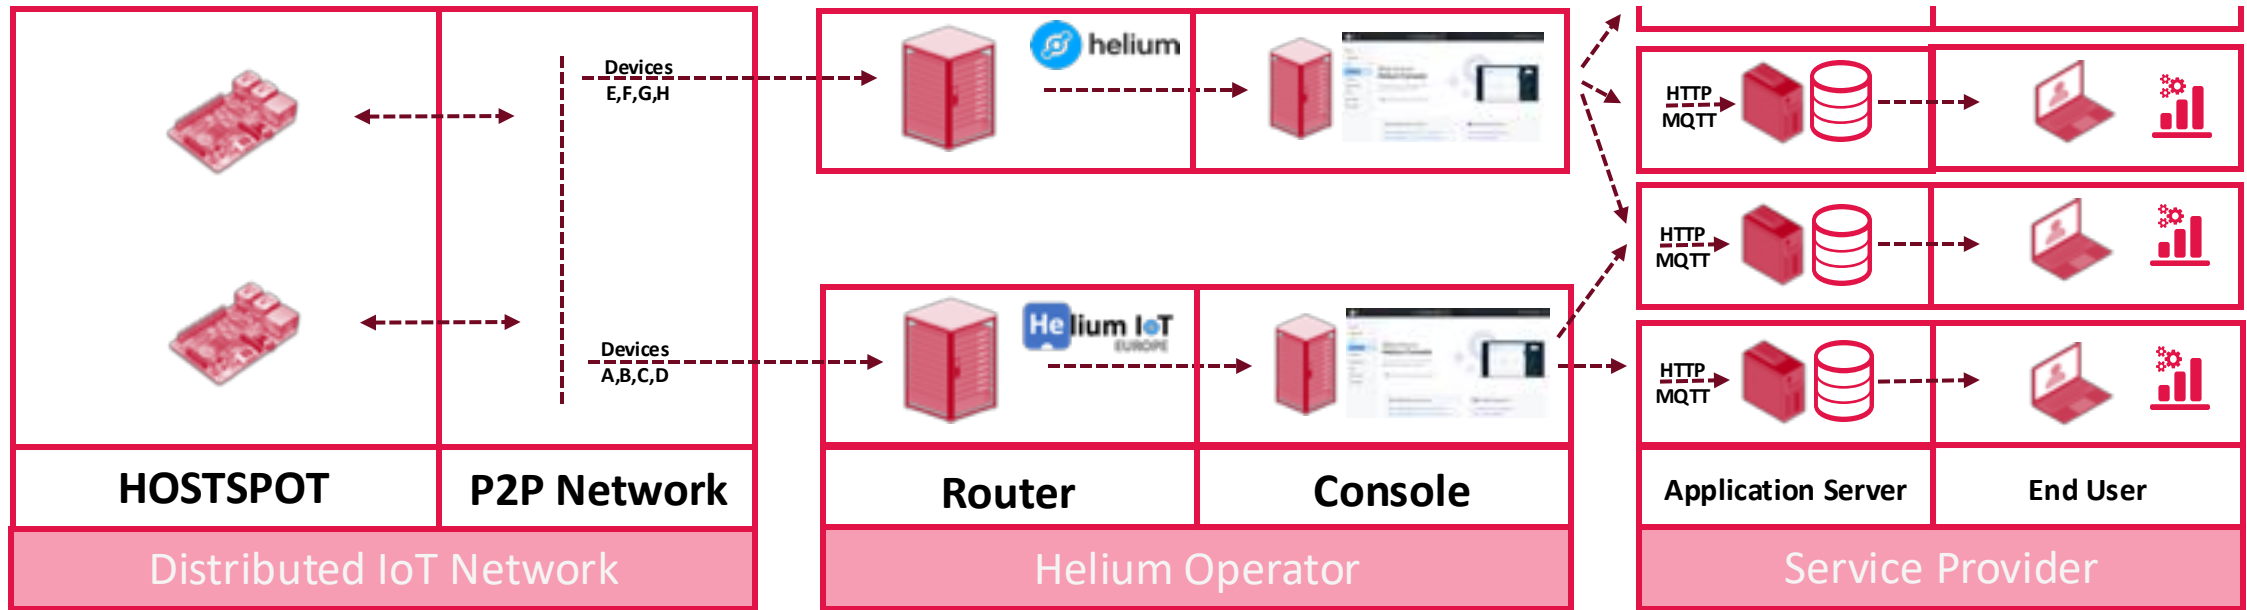 Devices
E,F,G,H
helium
HTTP
MQTT
HTTP
MQTT
Devices
A,B,C,D
Helium IoT
EUROPE
HTTP
MQTT
HOSTSPOT
P2P Network
Router
Console
Application Server
End User
Distributed IoT Network
Helium Operator
Service Provider